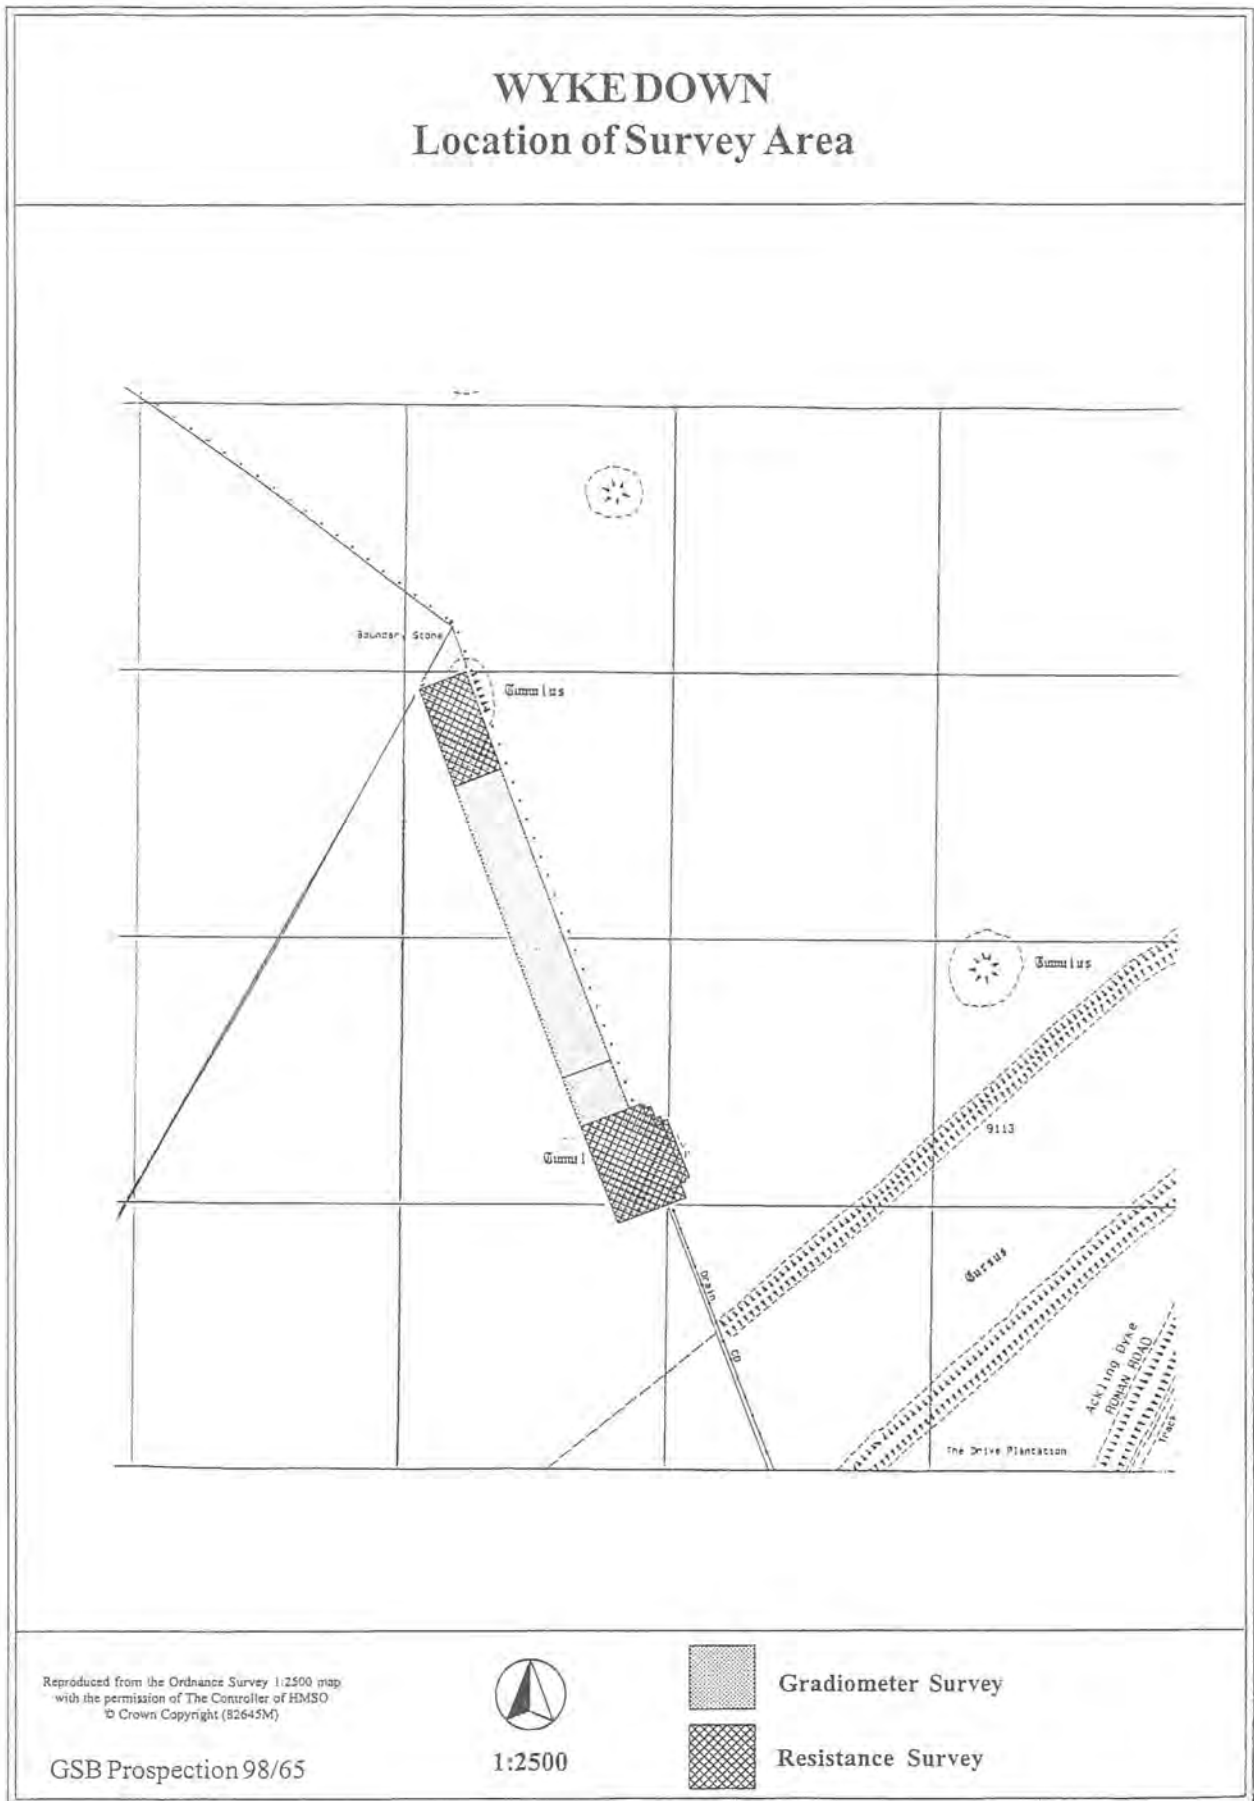 WYKE DOWN
Location of Survey Area
Boundary Stone
Tumulus
Tumulus
9113
Tumul
Cursus
Drain
CD
Ackling Dyke
ROMAN ROAD
Track
The Drive Plantation
Reproduced from the Ordnance Survey 1:2500 map
with the permission of The Controller of HMSO
© Crown Copyright (82645M)
GSB Prospection 98/65
1:2500
Gradiometer Survey
Resistance Survey